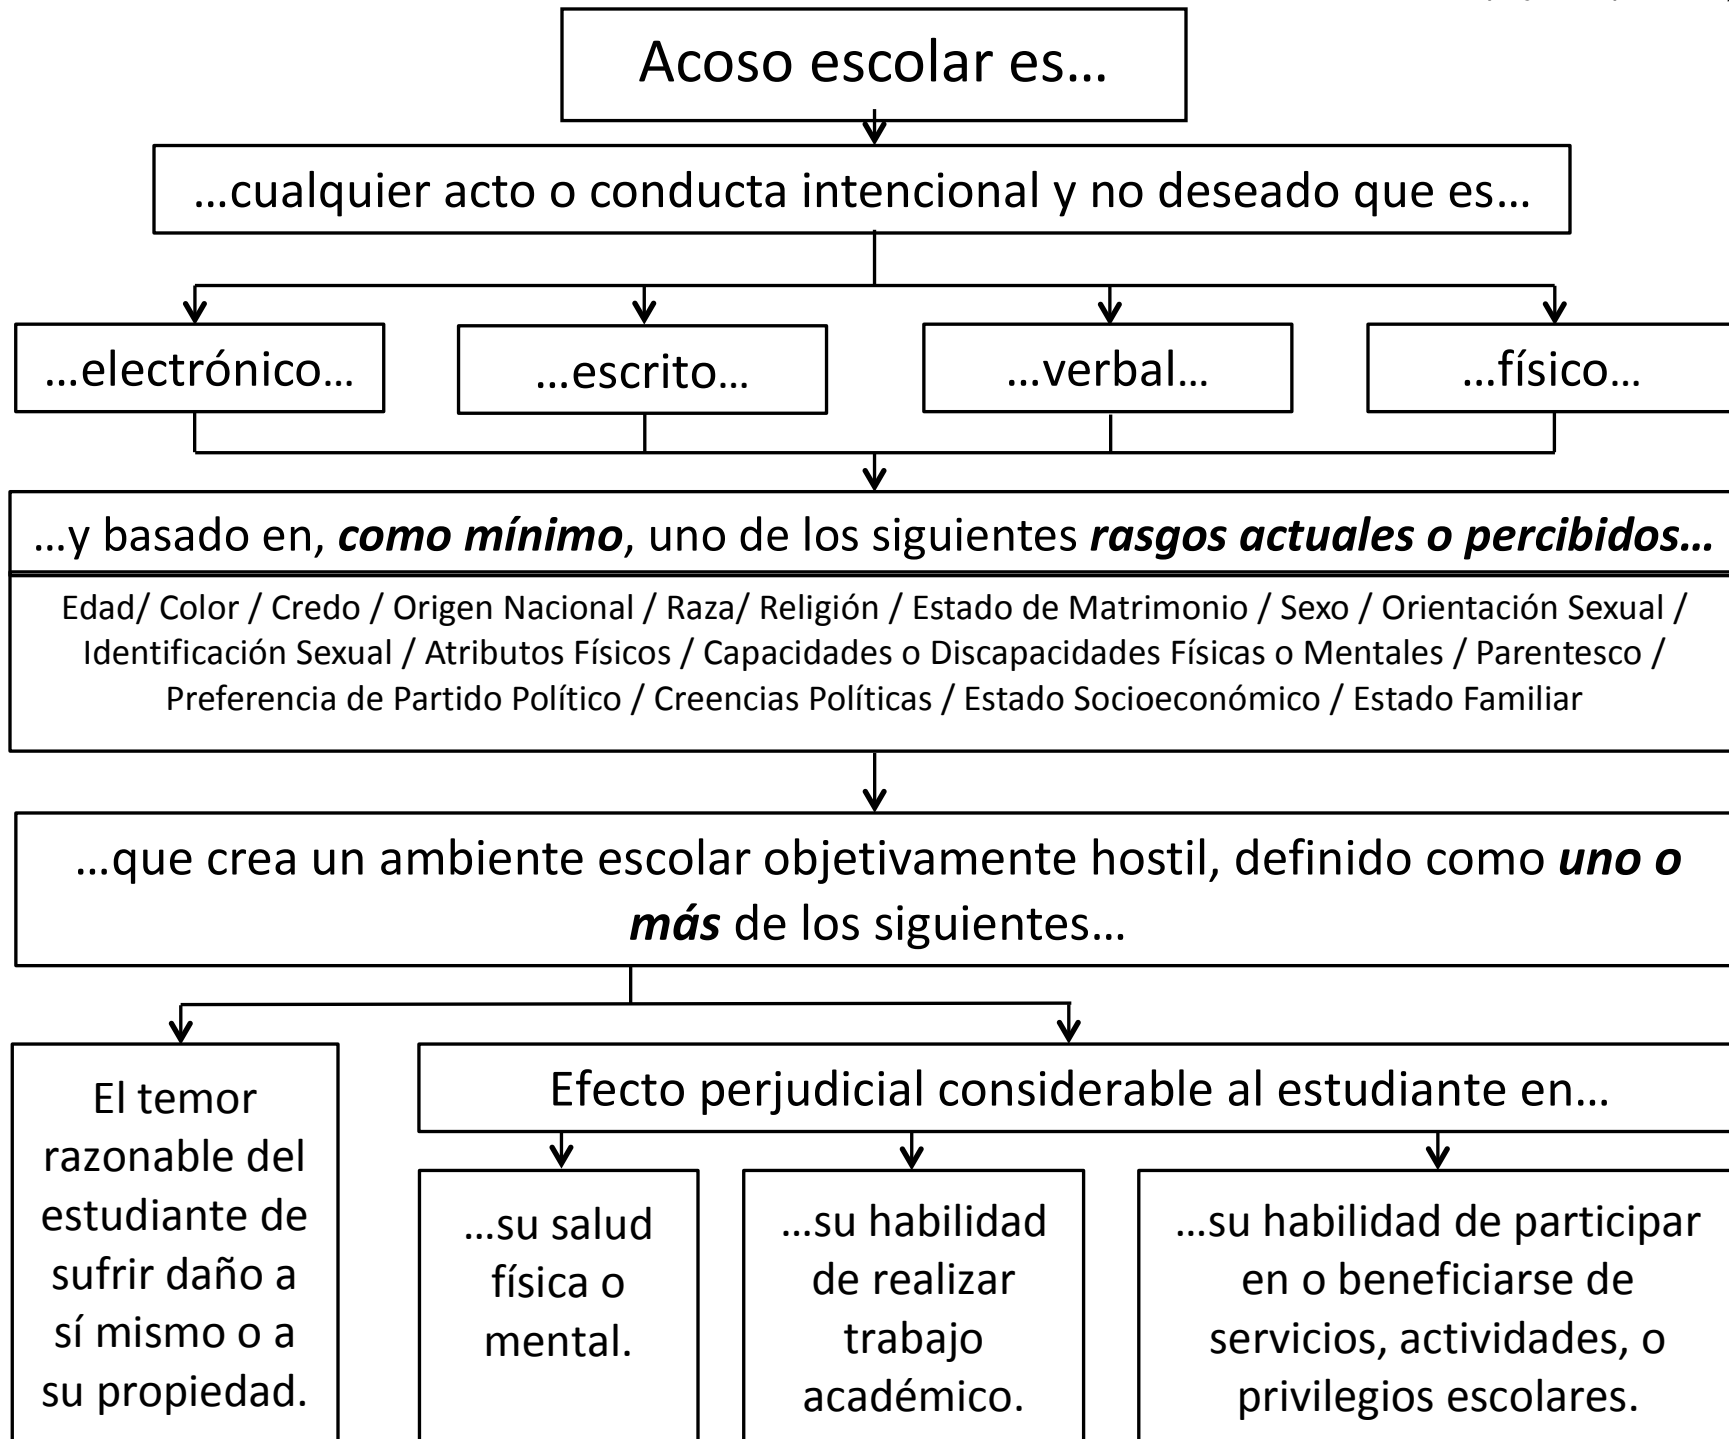 Acoso escolar es…
…cualquier acto o conducta intencional y no deseado que es…
…electrónico…
…escrito…
…verbal…
…físico…
…y basado en, como mínimo, uno de los siguientes rasgos actuales o percibidos…
Edad/ Color / Credo / Origen Nacional / Raza/ Religión / Estado de Matrimonio / Sexo / Orientación Sexual /
Identificación Sexual / Atributos Físicos / Capacidades o Discapacidades Físicas o Mentales / Parentesco /
Preferencia de Partido Político / Creencias Políticas / Estado Socioeconómico / Estado Familiar
…que crea un ambiente escolar objetivamente hostil, definido como uno o
más de los siguientes…
El temor
razonable del
estudiante de
sufrir daño a
sí mismo o a
su propiedad.
Efecto perjudicial considerable al estudiante en…
…su salud
física o
mental.
…su habilidad
de realizar
trabajo
académico.
…su habilidad de participar
en o beneficiarse de
servicios, actividades, o
privilegios escolares.